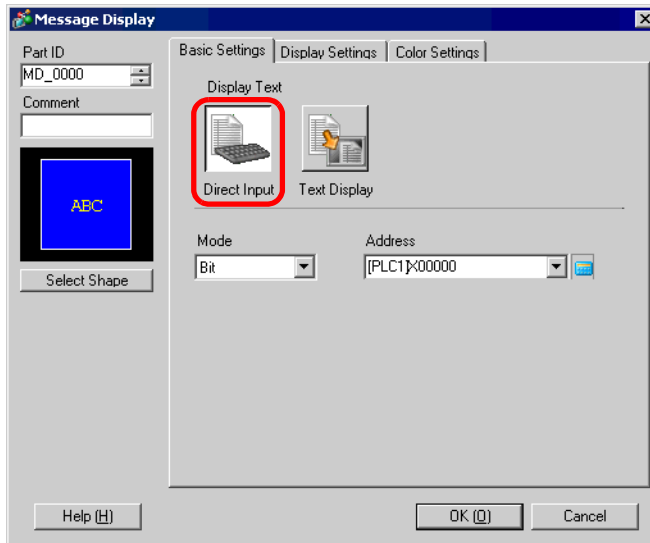 Message Display
Part ID
MD_0000
Comment
ABC
Select Shape
Basic Settings
Display Settings
Color Settings
Display Text
Direct Input
Text Display
Mode
Address
Bit
[PLC1]X00000
Help (H)
OK (O)
Cancel